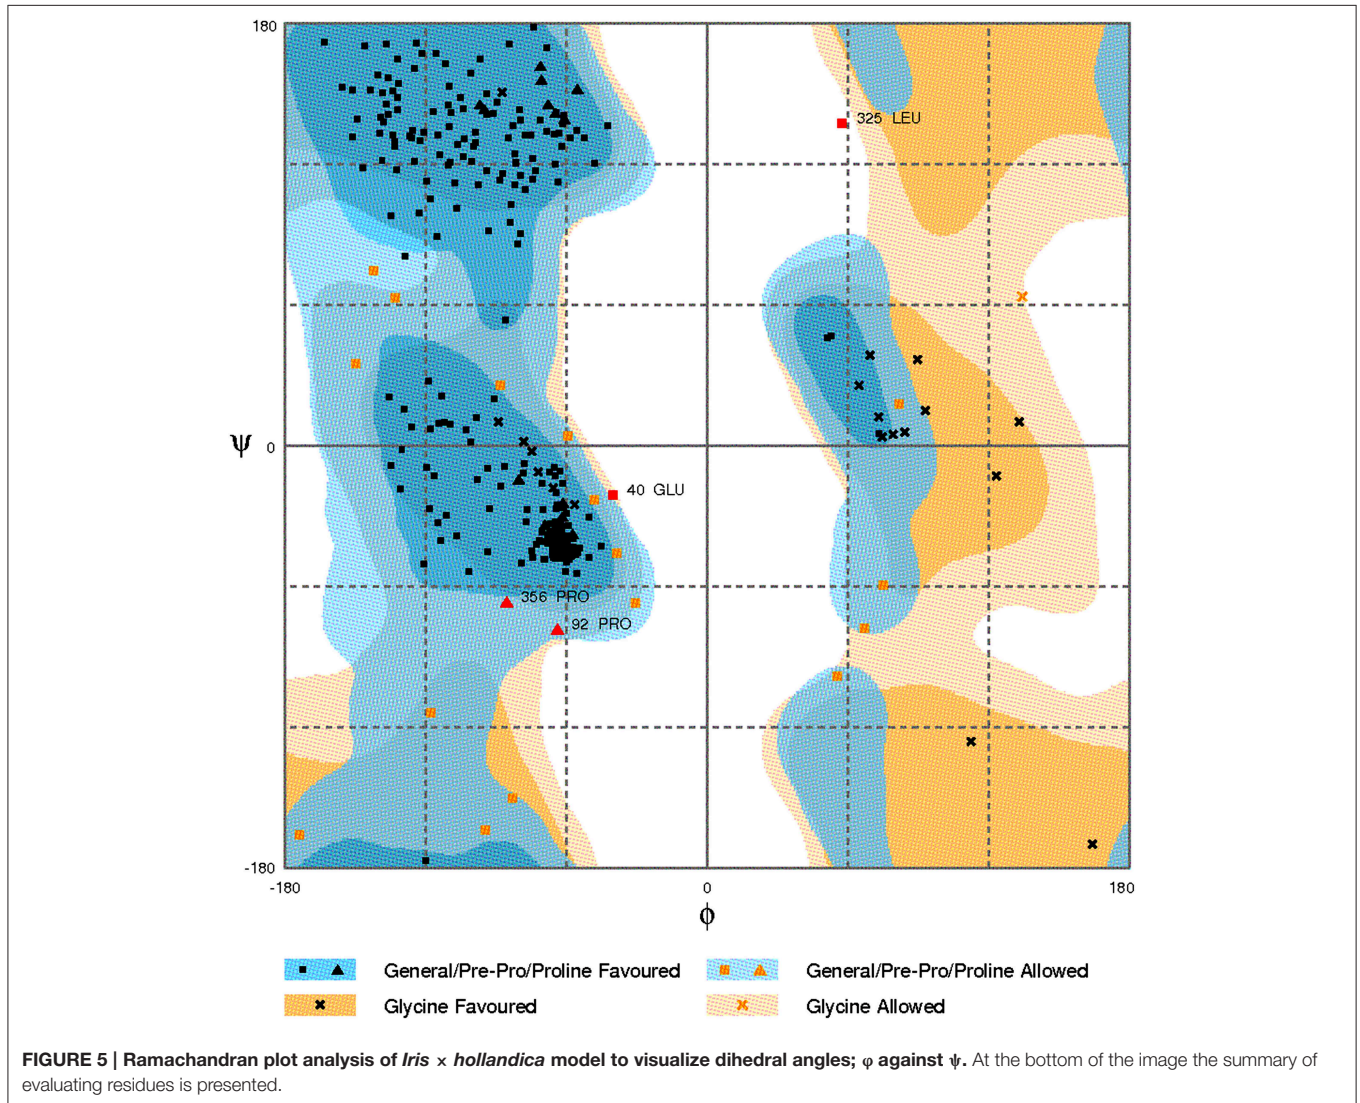 180
325 LEU
ψ
0
40 GLU
356 PRO
92 PRO
-180
-180
0
180
ϕ
General/Pre-Pro/Proline Favoured
General/Pre-Pro/Proline Allowed
Glycine Favoured
Glycine Allowed
FIGURE 5 | Ramachandran plot analysis of Iris × hollandica model to visualize dihedral angles; φ against ψ. At the bottom of the image the summary of
evaluating residues is presented.